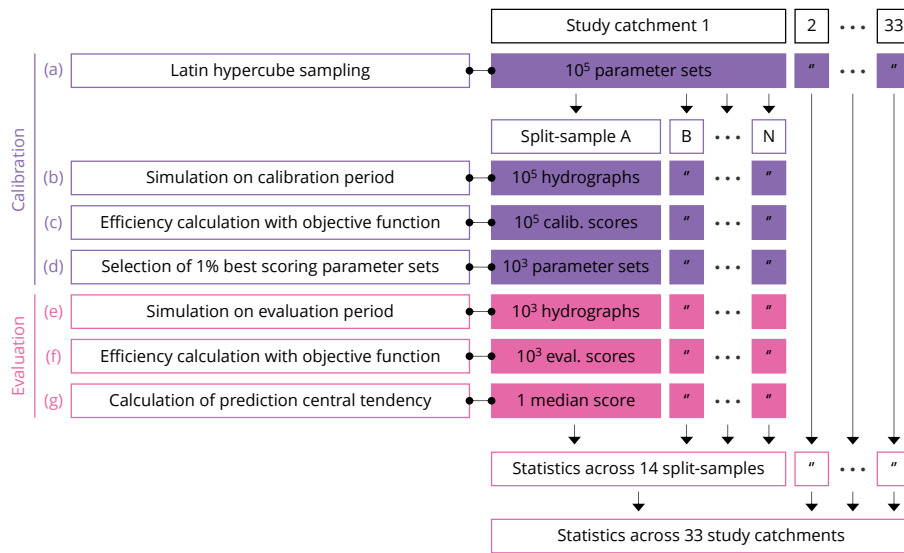 Study catchment 1 2 ••• 33
(a) Latin hypercube sampling 10⁵ parameter sets " ••• "
Split-sample A B ••• N
Calibration
(b) Simulation on calibration period 10⁵ hydrographs " ••• "
(c) Efficiency calculation with objective function 10⁵ calib. scores " ••• "
(d) Selection of 1% best scoring parameter sets 10³ parameter sets " ••• "
Evaluation
(e) Simulation on evaluation period 10³ hydrographs " ••• "
(f) Efficiency calculation with objective function 10³ eval. scores " ••• "
(g) Calculation of prediction central tendency 1 median score " ••• "
Statistics across 14 split-samples " ••• "
Statistics across 33 study catchments